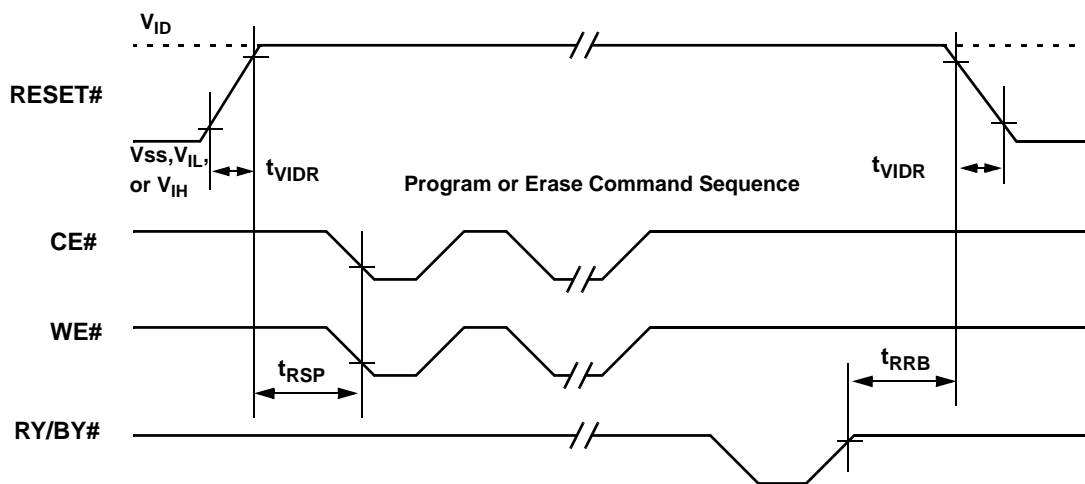 VID
RESET#
Vss,VIL,
or VIH
tVIDR
Program or Erase Command Sequence
tVIDR
CE#
WE#
tRSP
tRRB
RY/BY#